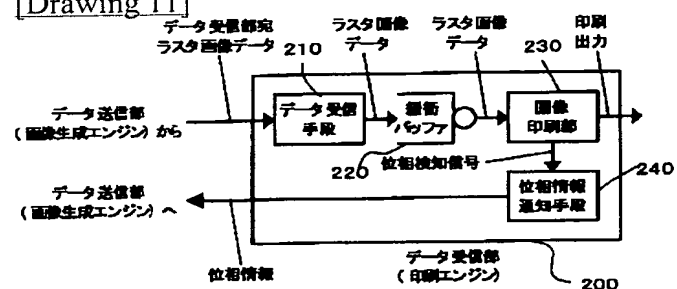 [Drawing 11]
データ受信部宛
ラスタ画像データ
210
ラスタ画像
データ
ラスタ画像
データ
230
印刷
出力
データ送信部
(画像生成エンジン)から
データ受信
手段
緩衝
バッファ
画像
印刷部
220
位相検知信号
240
データ送信部
(画像生成エンジン)へ
位相情報
通知手段
位相情報
データ受信部
(印刷エンジン)
200